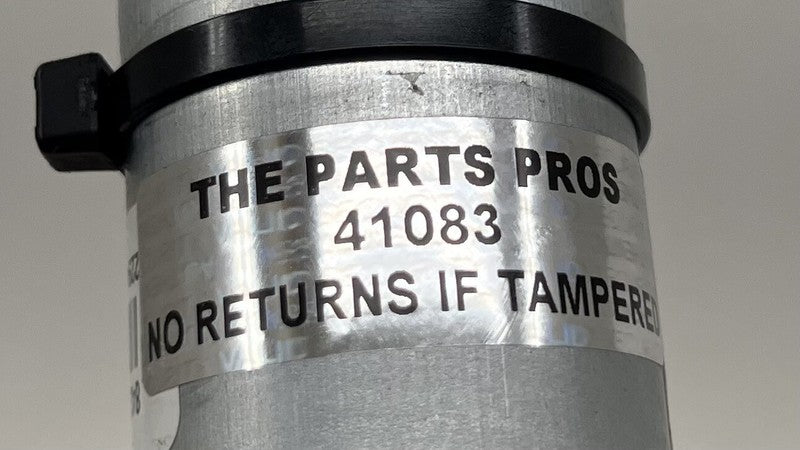 THE PARTS PROS
41083
NO RETURNS IF TAMPERED